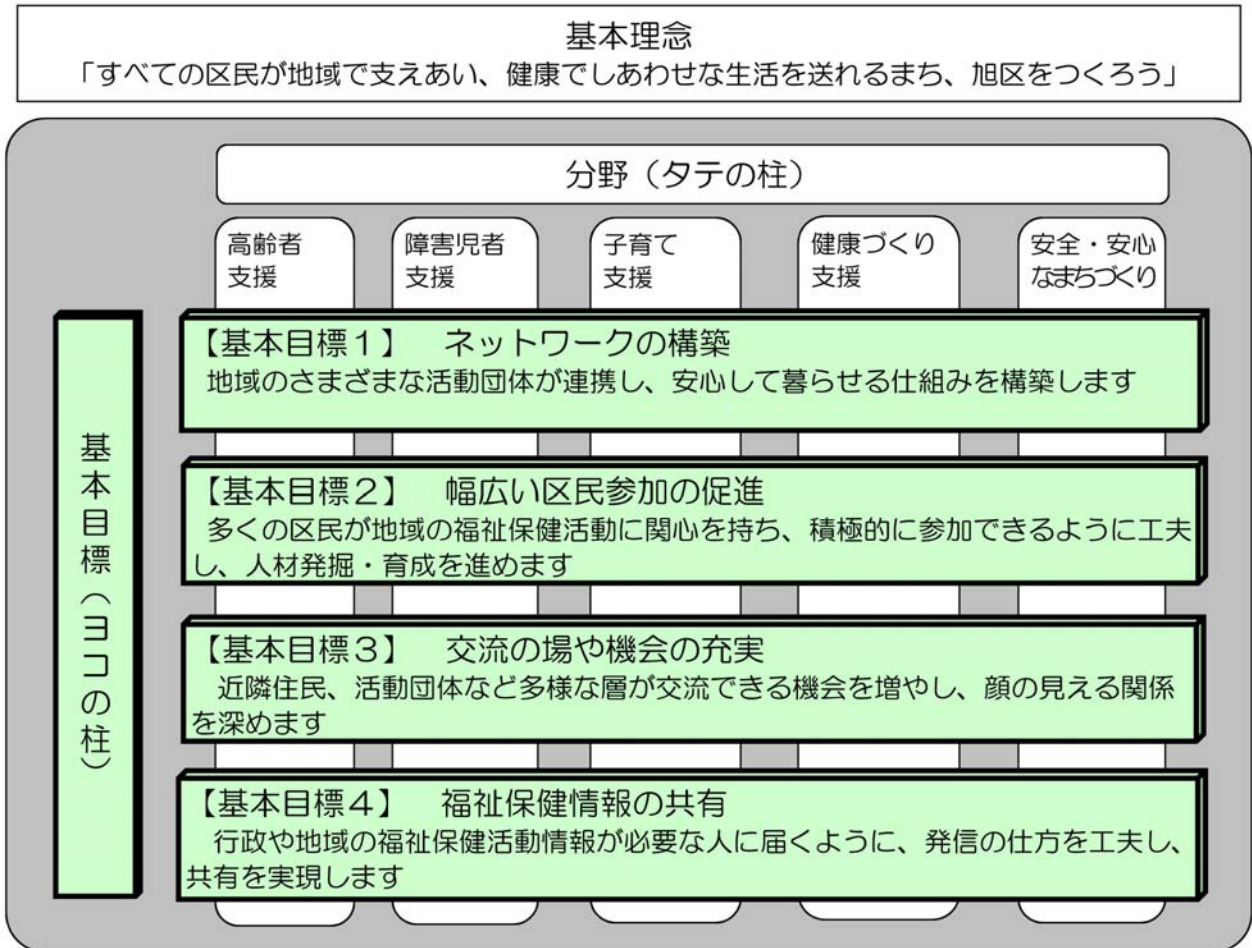 基本理念
「すべての区民が地域で支えあい、健康でしあわせな生活を送れるまち、旭区をつくろう」
分野（タテの柱）
高齢者
支援
障害児者
支援
子育て
支援
健康づくり
支援
安全・安心
なまちづくり
基本目標（ヨコの柱）
【基本目標１】　ネットワークの構築
地域のさまざまな活動団体が連携し、安心して暮らせる仕組みを構築します
【基本目標２】　幅広い区民参加の促進
多くの区民が地域の福祉保健活動に関心を持ち、積極的に参加できるように工夫
し、人材発掘・育成を進めます
【基本目標３】　交流の場や機会の充実
近隣住民、活動団体など多様な層が交流できる機会を増やし、顔の見える関係
を深めます
【基本目標４】　福祉保健情報の共有
行政や地域の福祉保健活動情報が必要な人に届くように、発信の仕方を工夫し、
共有を実現します